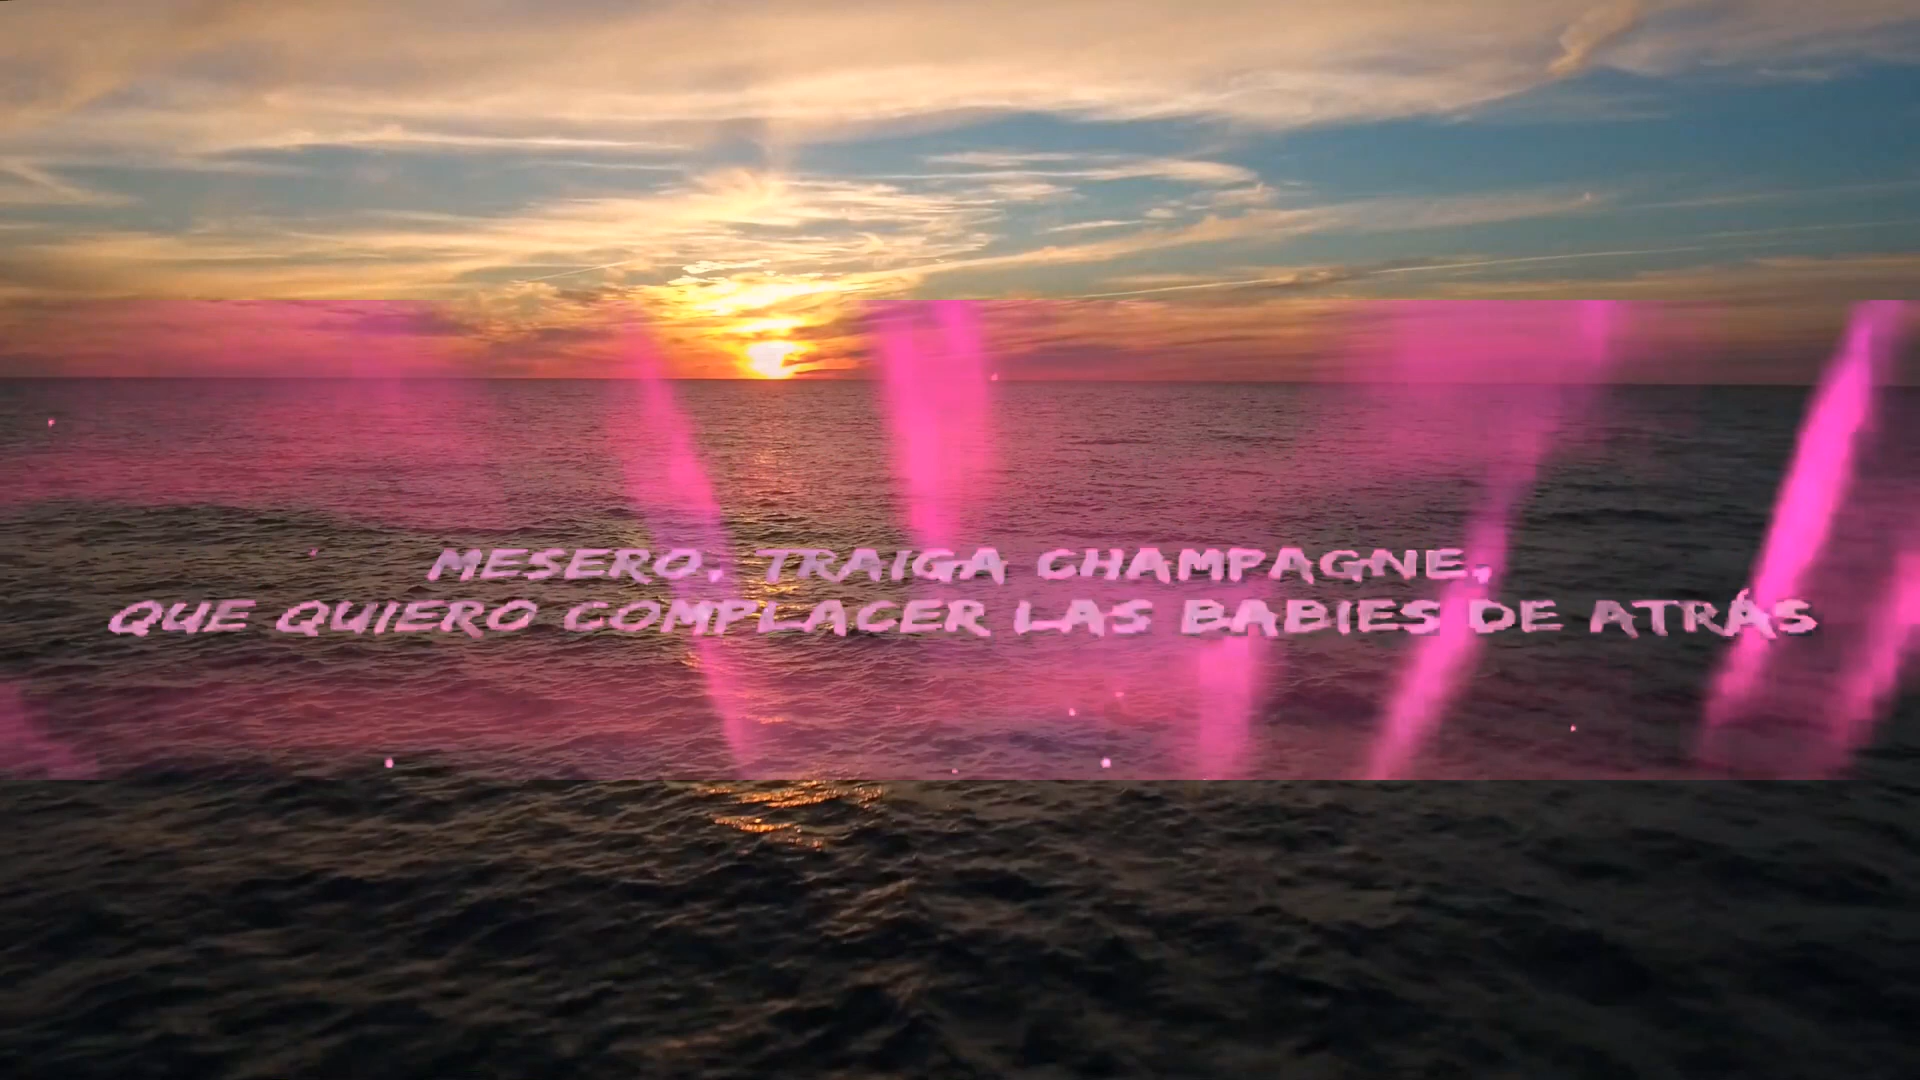 MESERO, TRAIGA CHAMPAGNE,
QUE QUIERO COMPLACER LAS BABIES DE ATRÁS